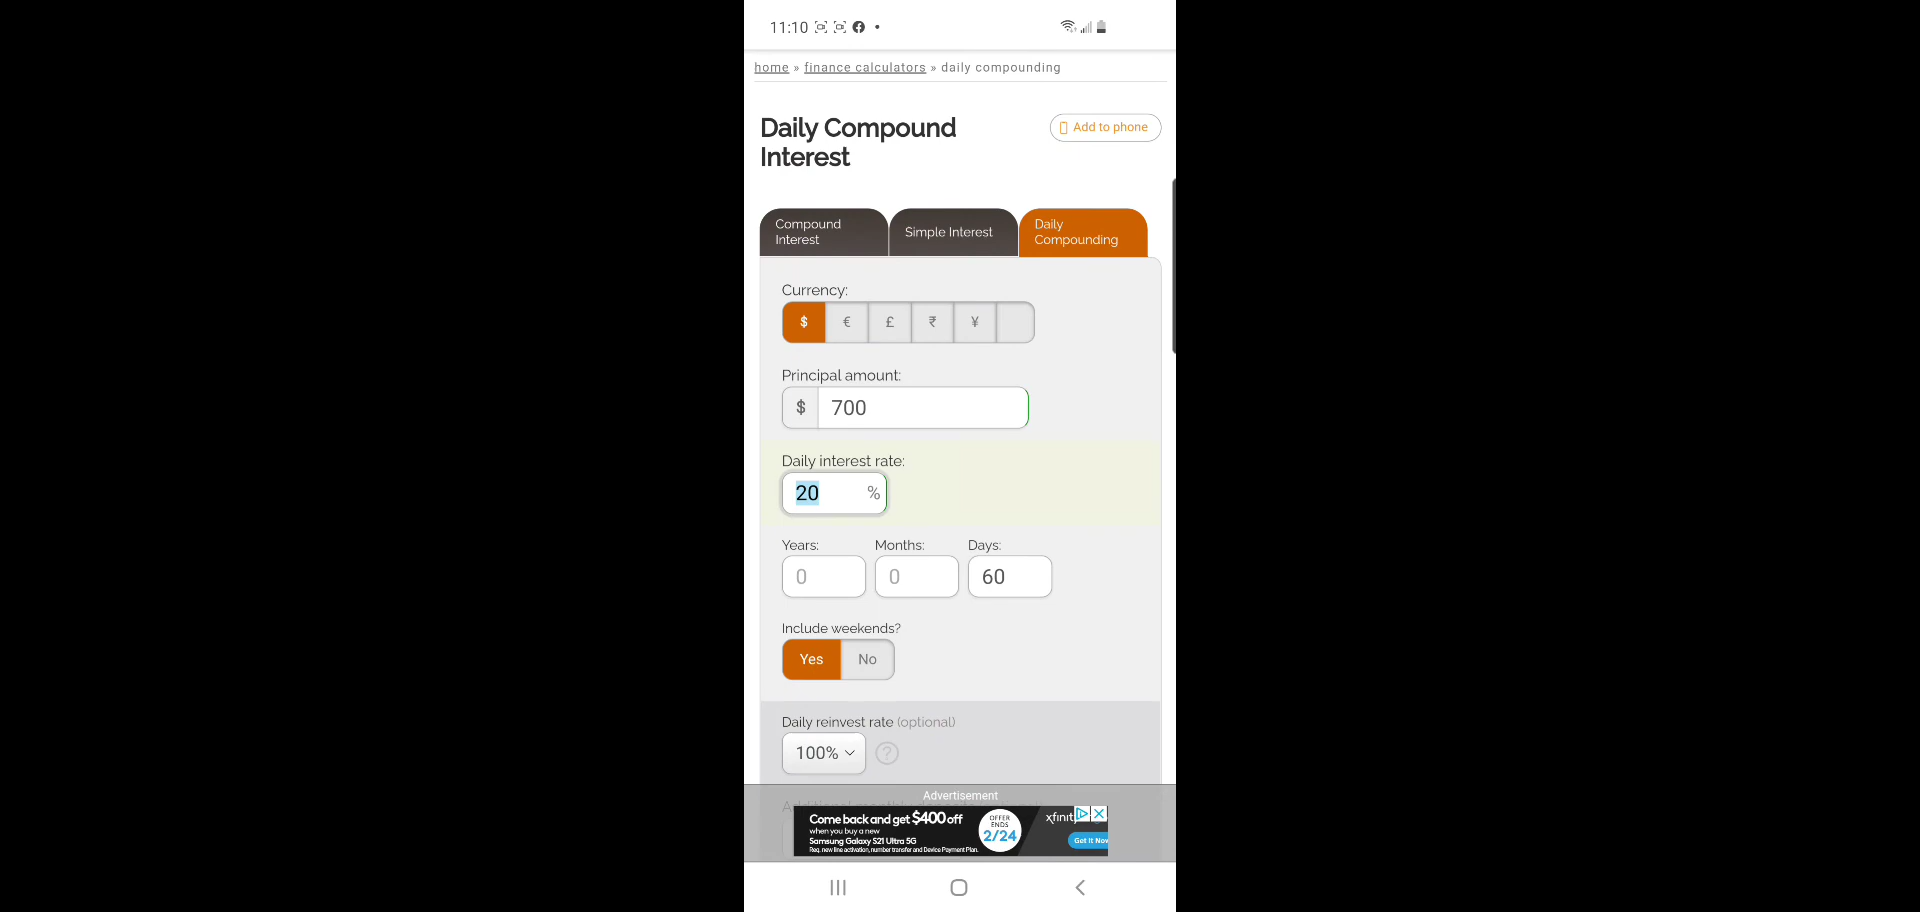 11:10
home » finance calculators » daily compounding
Daily Compound
Interest
Add to phone
Compound
Interest
Simple Interest
Daily
Compounding
Currency:
$ € £ ₹ ¥
Principal amount:
$ 700
Daily interest rate:
20 %
Years: Months: Days:
0 0 60
Include weekends?
Yes No
Daily reinvest rate (optional)
100% ?
Advertisement
Come back and get $400 off
when you buy a new
Samsung Galaxy S21 Ultra 5G
Req. new line activation, number transfer and Device Payment Plan.
OFFER
ENDS
2/24
xfinit
Get It Now